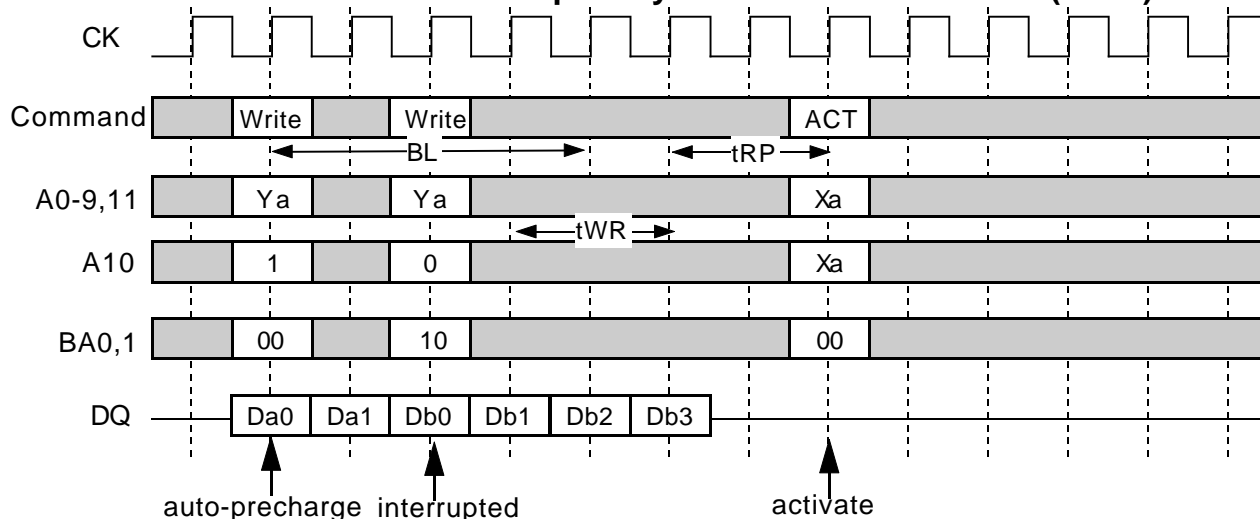 CK
Command Write Write ACT
BL tRP
A0-9,11 Ya Ya Xa
tWR
A10 1 0 Xa
BA0,1 00 10 00
DQ Da0 Da1 Db0 Db1 Db2 Db3
auto-precharge interrupted activate